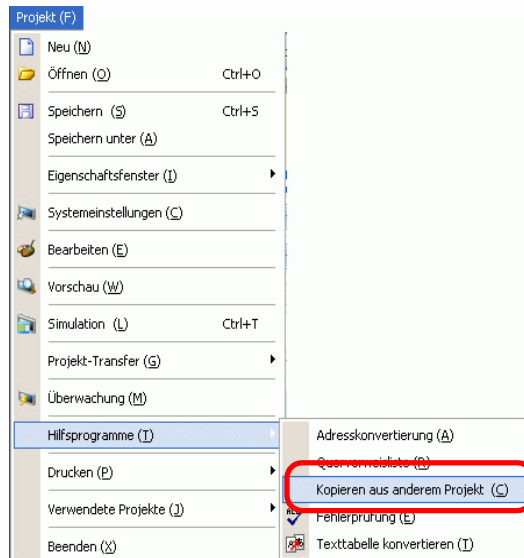 Projekt (F)
Neu (N)
Öffnen (O) Ctrl+O
Speichern (S) Ctrl+S
Speichern unter (A)
Eigenschaftsfenster (I)
Systemeinstellungen (C)
Bearbeiten (E)
Vorschau (W)
Simulation (L) Ctrl+T
Projekt-Transfer (G)
Überwachung (M)
Hilfsprogramme (T)
Drucken (P)
Verwendete Projekte (J)
Beenden (X)
Adresskonvertierung (A)
Querverweisliste (R)
Kopieren aus anderem Projekt (C)
Fehlerprüfung (E)
Texttabelle konvertieren (T)